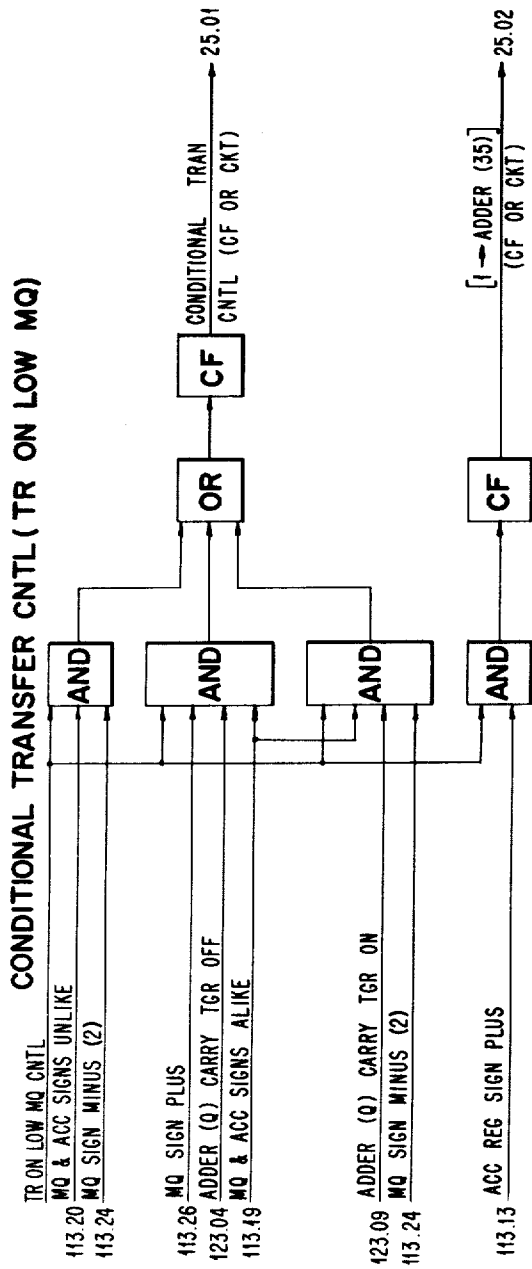 CONDITIONAL TRANSFER CNTL (TR ON LOW MQ)
TR ON LOW MQ CNTL
113.20 MQ & ACC SIGNS UNLIKE
113.24 MQ SIGN MINUS (2)
AND
113.26 MQ SIGN PLUS
123.04 ADDER (Q) CARRY TGR OFF
113.19 MQ & ACC SIGNS ALIKE
AND
OR
CF
CONDITIONAL TRAN
CNTL (CF OR CKT)
25.01
123.09 ADDER (Q) CARRY TGR ON
113.24 MQ SIGN MINUS (2)
AND
113.13 ACC REG SIGN PLUS
AND
CF
[1 → ADDER (35)]
(CF OR CKT)
25.02